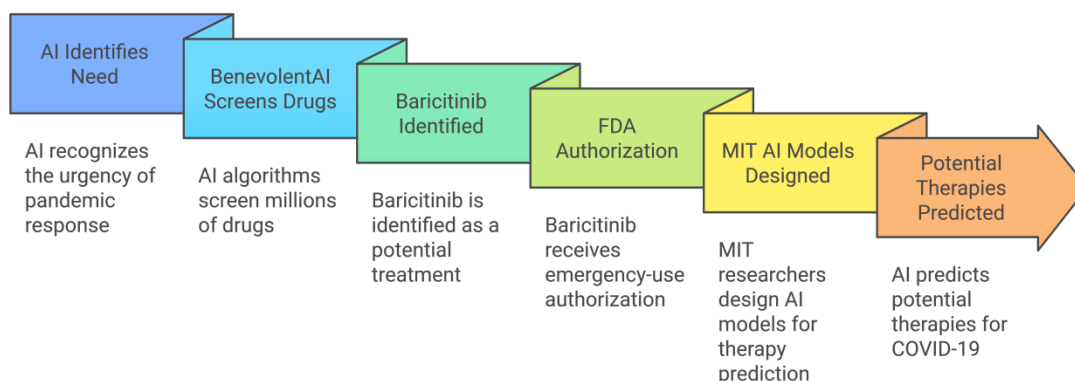 AI Identifies
Need
AI recognizes
the urgency of
pandemic
response
BenevolentAI
Screens Drugs
AI algorithms
screen millions
of drugs
Baricitinib
Identified
Baricitinib is
identified as a
potential
treatment
FDA
Authorization
Baricitinib
receives
emergency-use
authorization
MIT AI Models
Designed
MIT
researchers
design AI
models for
therapy
prediction
Potential
Therapies
Predicted
AI predicts
potential
therapies for
COVID-19